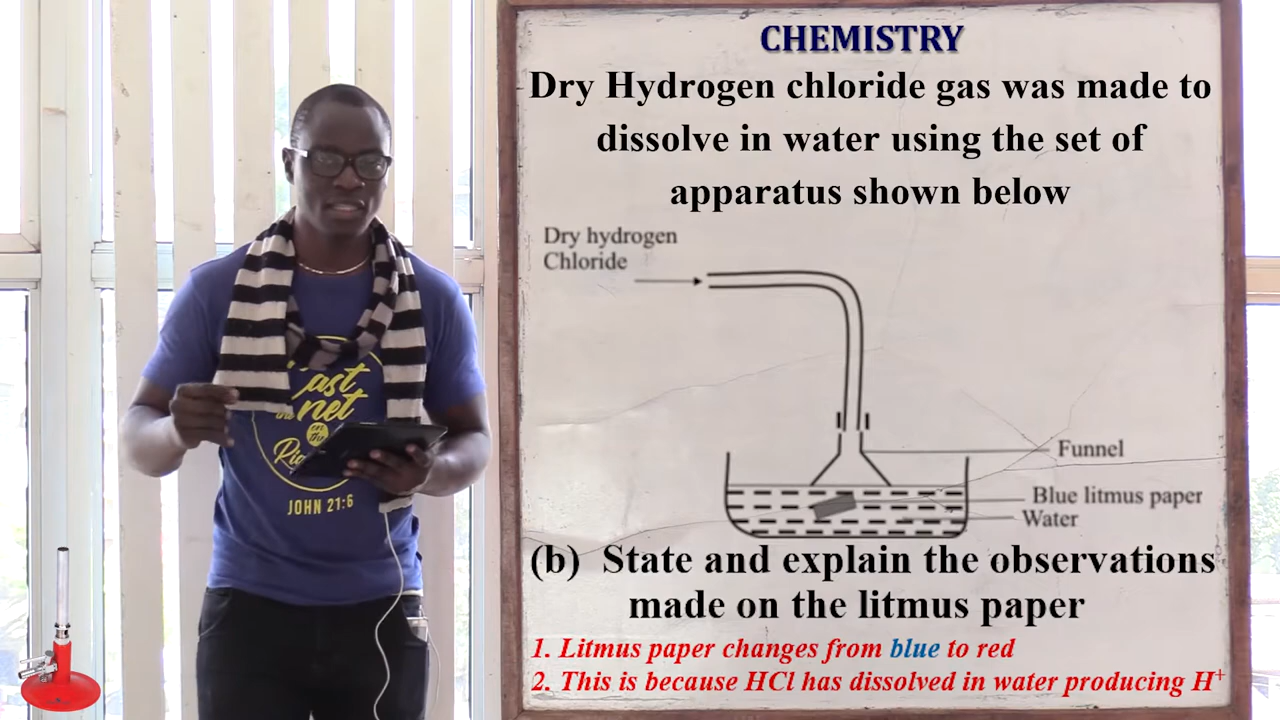 CHEMISTRY
Dry Hydrogen chloride gas was made to
dissolve in water using the set of
apparatus shown below
Dry hydrogen
Chloride
Funnel
Blue litmus paper
Water
(b) State and explain the observations
made on the litmus paper
1. Litmus paper changes from blue to red
2. This is because HCl has dissolved in water producing H⁺
net
on the
JOHN 21:6